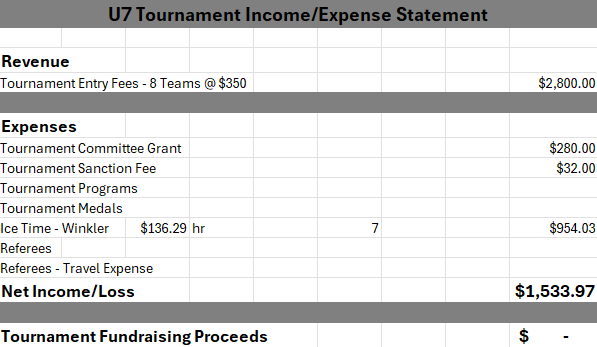 U7 Tournament Income/Expense Statement
Revenue
Tournament Entry Fees - 8 Teams @ $350 $2,800.00
Expenses
Tournament Committee Grant $280.00
Tournament Sanction Fee $32.00
Tournament Programs
Tournament Medals
Ice Time - Winkler $136.29 hr 7 $954.03
Referees
Referees - Travel Expense
Net Income/Loss $1,533.97
Tournament Fundraising Proceeds $ -